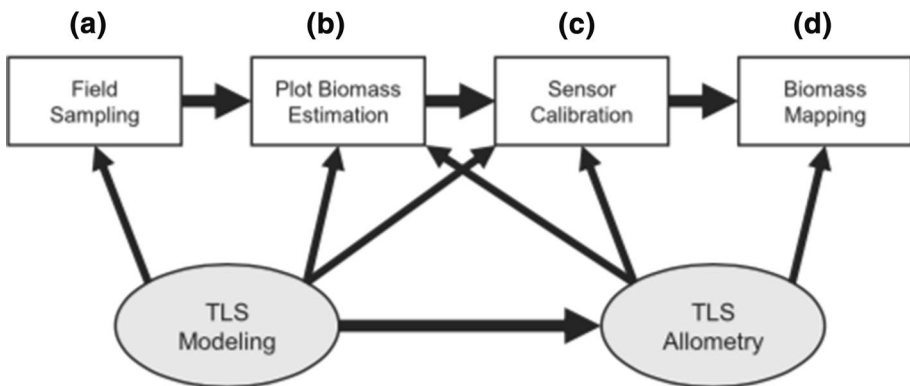 (a) (b) (c) (d)
Field
Sampling
Plot Biomass
Estimation
Sensor
Calibration
Biomass
Mapping
TLS
Modeling
TLS
Allometry